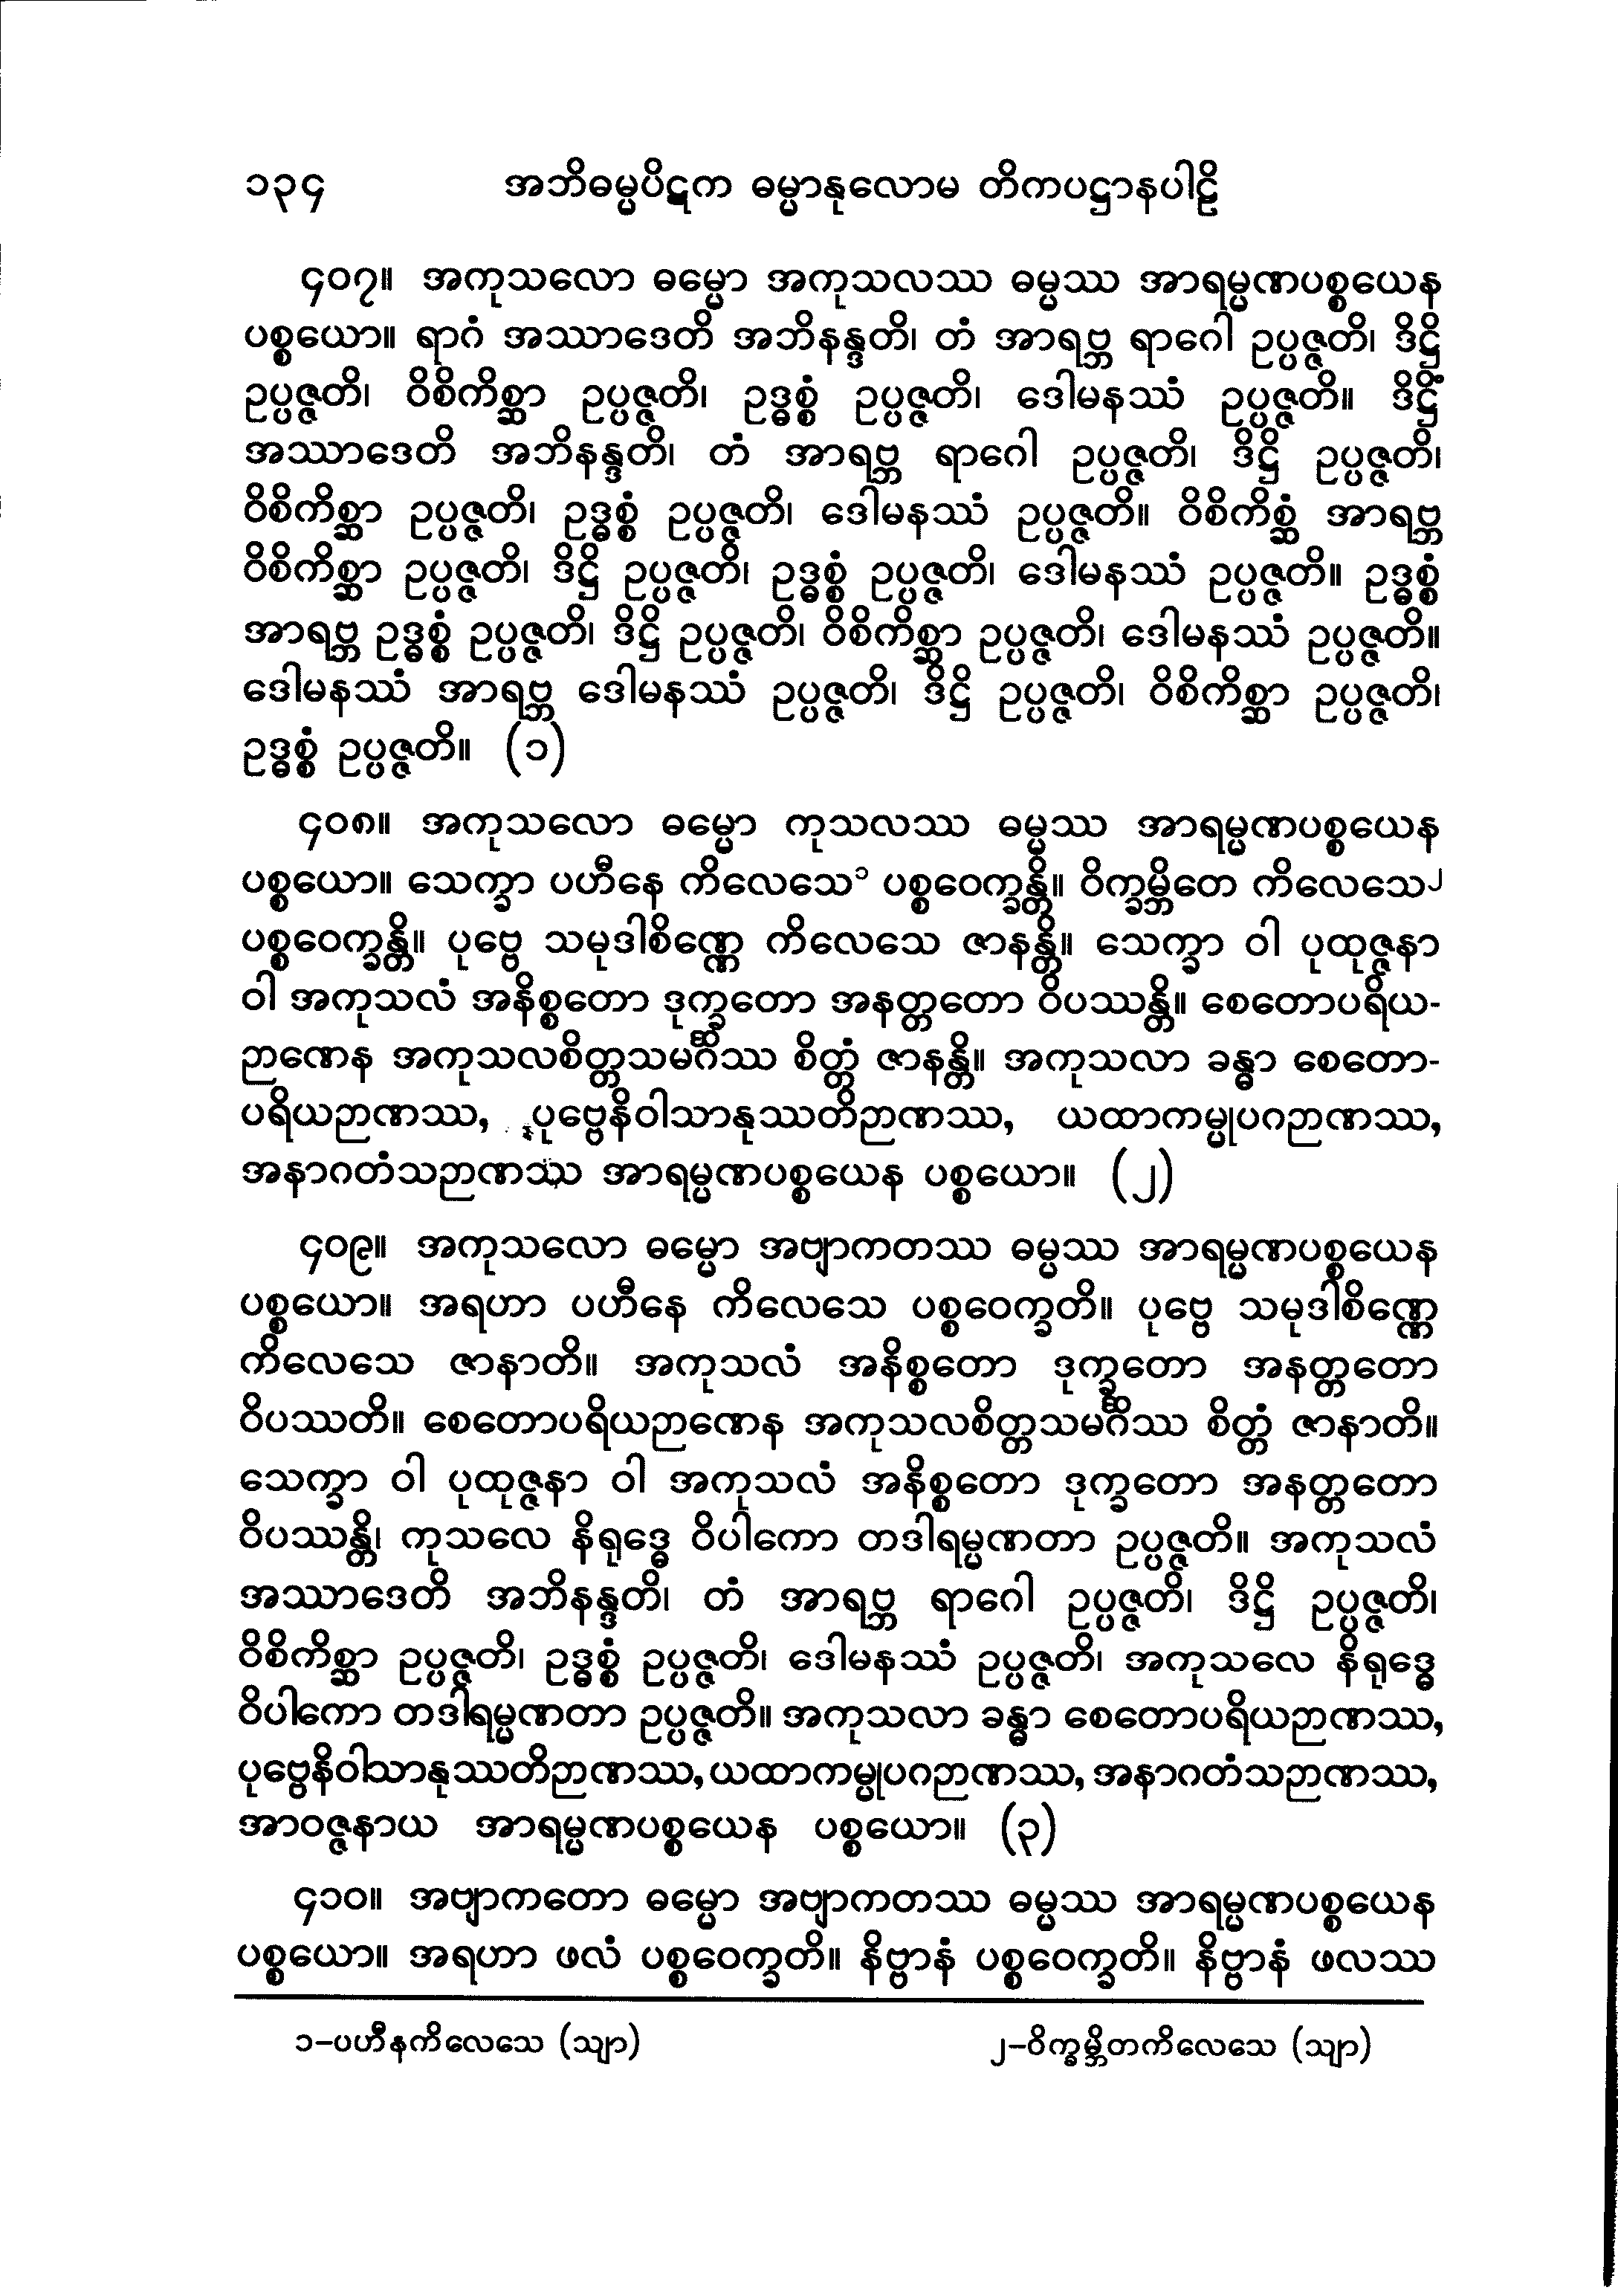 ၁၃၄ အဘိဓမ္မပိဋက ဓမ္မာနုလောမ တိကပဋ္ဌာနပါဠိ
၄၀၇။ အကုသလော ဓမ္မော အကုသလဿ ဓမ္မဿ အာရမ္မဏပစ္စယေန
ပစ္စယော။ ရာဂံ အဿာဒေတိ အဘိနန္ဒတိ၊ တံ အာရဗ္ဘ ရာဂေါ ဥပ္ပဇ္ဇတိ၊ ဒိဋ္ဌိ
ဥပ္ပဇ္ဇတိ၊ ဝိစိကိစ္ဆာ ဥပ္ပဇ္ဇတိ၊ ဥဒ္ဓစ္စံ ဥပ္ပဇ္ဇတိ၊ ဒေါမနဿံ ဥပ္ပဇ္ဇတိ။ ဒိဋ္ဌိံ
အဿာဒေတိ အဘိနန္ဒတိ၊ တံ အာရဗ္ဘ ရာဂေါ ဥပ္ပဇ္ဇတိ၊ ဒိဋ္ဌိ ဥပ္ပဇ္ဇတိ၊
ဝိစိကိစ္ဆာ ဥပ္ပဇ္ဇတိ၊ ဥဒ္ဓစ္စံ ဥပ္ပဇ္ဇတိ၊ ဒေါမနဿံ ဥပ္ပဇ္ဇတိ။ ဝိစိကိစ္ဆံ အာရဗ္ဘ
ဝိစိကိစ္ဆာ ဥပ္ပဇ္ဇတိ၊ ဒိဋ္ဌိ ဥပ္ပဇ္ဇတိ၊ ဥဒ္ဓစ္စံ ဥပ္ပဇ္ဇတိ၊ ဒေါမနဿံ ဥပ္ပဇ္ဇတိ။ ဥဒ္ဓစ္စံ
အာရဗ္ဘ ဥဒ္ဓစ္စံ ဥပ္ပဇ္ဇတိ၊ ဒိဋ္ဌိ ဥပ္ပဇ္ဇတိ၊ ဝိစိကိစ္ဆာ ဥပ္ပဇ္ဇတိ၊ ဒေါမနဿံ ဥပ္ပဇ္ဇတိ။
ဒေါမနဿံ အာရဗ္ဘ ဒေါမနဿံ ဥပ္ပဇ္ဇတိ၊ ဒိဋ္ဌိ ဥပ္ပဇ္ဇတိ၊ ဝိစိကိစ္ဆာ ဥပ္ပဇ္ဇတိ၊
ဥဒ္ဓစ္စံ ဥပ္ပဇ္ဇတိ။ (၁)
၄၀၈။ အကုသလော ဓမ္မော ကုသလဿ ဓမ္မဿ အာရမ္မဏပစ္စယေန
ပစ္စယော။ သေက္ခာ ပဟီနေ ကိလေသေ၁ ပစ္စဝေက္ခန္တိ။ ဝိက္ခမ္ဘိတေ ကိလေသေ၂
ပစ္စဝေက္ခန္တိ။ ပုဗ္ဗေ သမုဒါစိဏ္ဏေ ကိလေသေ ဇာနန္တိ။ သေက္ခာ ဝါ ပုထုဇ္ဇနာ
ဝါ အကုသလံ အနိစ္စတော ဒုက္ခတော အနတ္တတော ဝိပဿန္တိ။ စေတောပရိယ-
ဉာဏေန အကုသလစိတ္တသမင်္ဂိဿ စိတ္တံ ဇာနန္တိ။ အကုသလာ ခန္ဓာ စေတော-
ပရိယဉာဏဿ, ပုဗ္ဗေနိဝါသာနုဿတိဉာဏဿ, ယထာကမ္မုပဂဉာဏဿ,
အနာဂတံသဉာဏဿ အာရမ္မဏပစ္စယေန ပစ္စယော။ (၂)
၄၀၉။ အကုသလော ဓမ္မော အဗျာကတဿ ဓမ္မဿ အာရမ္မဏပစ္စယေန
ပစ္စယော။ အရဟာ ပဟီနေ ကိလေသေ ပစ္စဝေက္ခတိ။ ပုဗ္ဗေ သမုဒါစိဏ္ဏေ
ကိလေသေ ဇာနာတိ။ အကုသလံ အနိစ္စတော ဒုက္ခတော အနတ္တတော
ဝိပဿတိ။ စေတောပရိယဉာဏေန အကုသလစိတ္တသမင်္ဂိဿ စိတ္တံ ဇာနာတိ။
သေက္ခာ ဝါ ပုထုဇ္ဇနာ ဝါ အကုသလံ အနိစ္စတော ဒုက္ခတော အနတ္တတော
ဝိပဿန္တိ၊ ကုသလေ နိရုဒ္ဓေ ဝိပါကော တဒါရမ္မဏတာ ဥပ္ပဇ္ဇတိ။ အကုသလံ
အဿာဒေတိ အဘိနန္ဒတိ၊ တံ အာရဗ္ဘ ရာဂေါ ဥပ္ပဇ္ဇတိ၊ ဒိဋ္ဌိ ဥပ္ပဇ္ဇတိ၊
ဝိစိကိစ္ဆာ ဥပ္ပဇ္ဇတိ၊ ဥဒ္ဓစ္စံ ဥပ္ပဇ္ဇတိ၊ ဒေါမနဿံ ဥပ္ပဇ္ဇတိ၊ အကုသလေ နိရုဒ္ဓေ
ဝိပါကော တဒါရမ္မဏတာ ဥပ္ပဇ္ဇတိ။ အကုသလာ ခန္ဓာ စေတောပရိယဉာဏဿ,
ပုဗ္ဗေနိဝါသာနုဿတိဉာဏဿ, ယထာကမ္မုပဂဉာဏဿ, အနာဂတံသဉာဏဿ,
အာဝဇ္ဇနာယ အာရမ္မဏပစ္စယေန ပစ္စယော။ (၃)
၄၁၀။ အဗျာကတော ဓမ္မော အဗျာကတဿ ဓမ္မဿ အာရမ္မဏပစ္စယေန
ပစ္စယော။ အရဟာ ဖလံ ပစ္စဝေက္ခတိ။ နိဗ္ဗာနံ ပစ္စဝေက္ခတိ။ နိဗ္ဗာနံ ဖလဿ
၁-ပဟီနကိလေသေ (သျာ) ၂-ဝိက္ခမ္ဘိတကိလေသေ (သျာ)